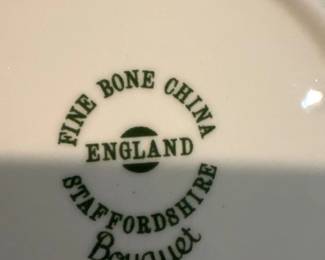 FINE BONE CHINA
ENGLAND
STAFFORDSHIRE
Bouquet